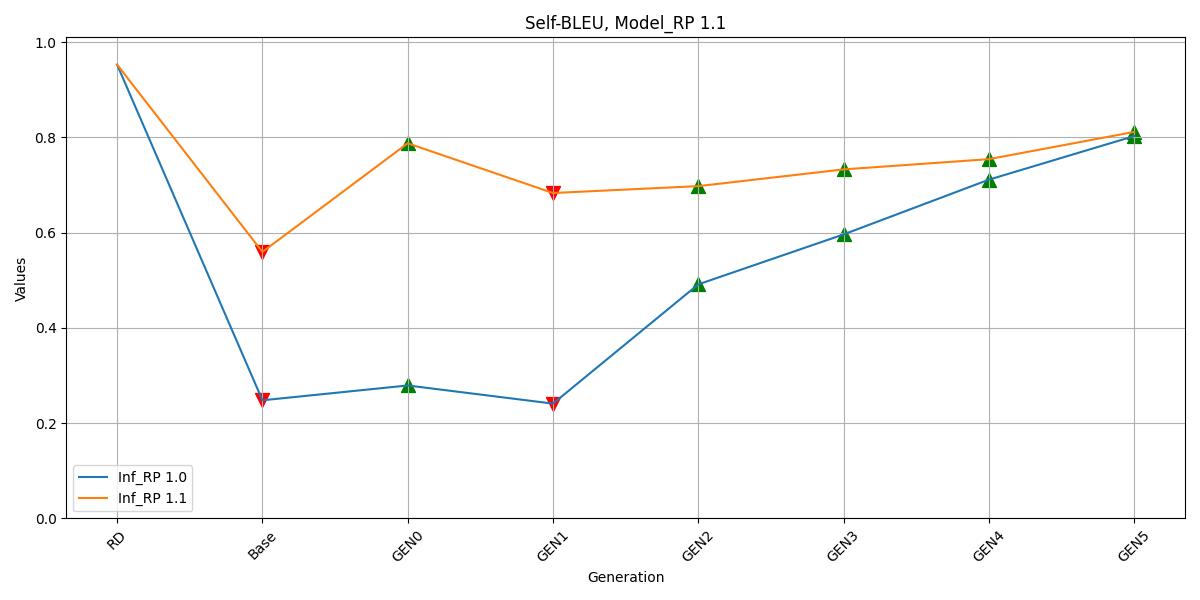 Self-BLEU, Model_RP 1.1
Values
1.0
0.8
0.6
0.4
0.2
0.0
Inf_RP 1.0
Inf_RP 1.1
RD
Base
GEN0
GEN1
GEN2
GEN3
GEN4
GEN5
Generation